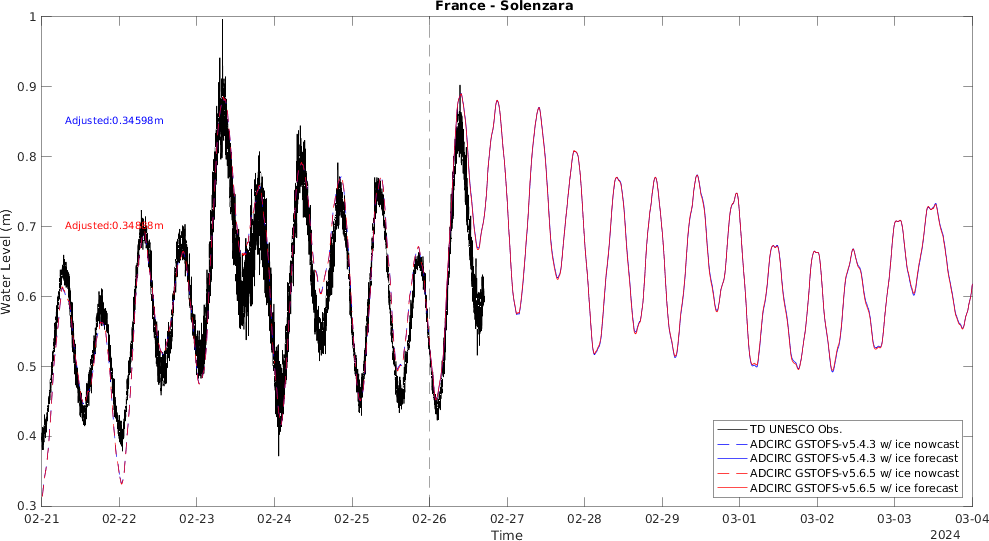 France - Solenzara
Water Level (m)
1
0.9
0.8
0.7
0.6
0.5
0.4
0.3
Adjusted:0.34598m
TD UNESCO Obs.
ADCIRC GSTOFS-v5.4.3 w/ ice nowcast
ADCIRC GSTOFS-v5.4.3 w/ ice forecast
ADCIRC GSTOFS-v5.6.5 w/ ice nowcast
ADCIRC GSTOFS-v5.6.5 w/ ice forecast
02-21 02-22 02-23 02-24 02-25 02-26 02-27 02-28 02-29 03-01 03-02 03-03 03-04
Time
2024